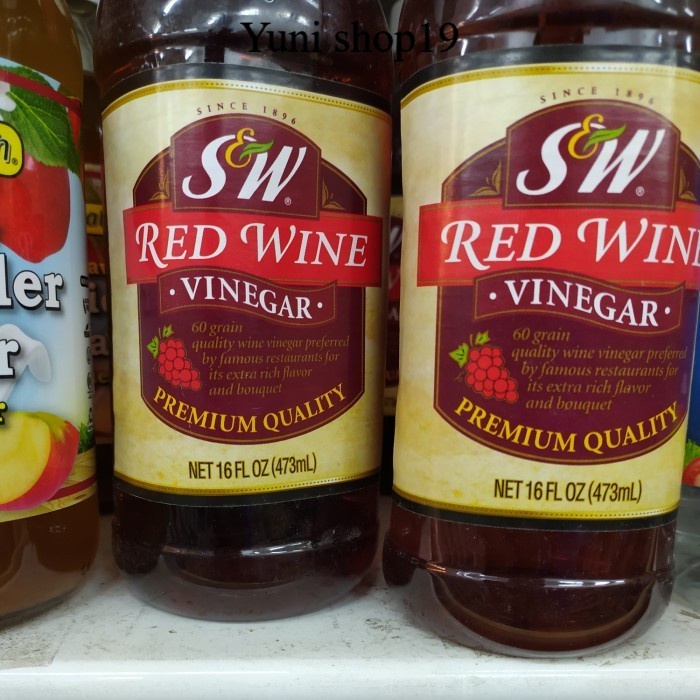 Yuni shop19
SINCE 1896
S&W®
RED WINE
· VINEGAR ·
60 grain
quality wine vinegar preferred
by famous restaurants for
its extra rich flavor
and bouquet
PREMIUM QUALITY
NET 16 FL OZ (473mL)
SINCE 1896
S&W®
RED WINE
· VINEGAR ·
60 grain
quality wine vinegar preferred
by famous restaurants for
its extra rich flavor
and bouquet
PREMIUM QUALITY
NET 16 FL OZ (473mL)